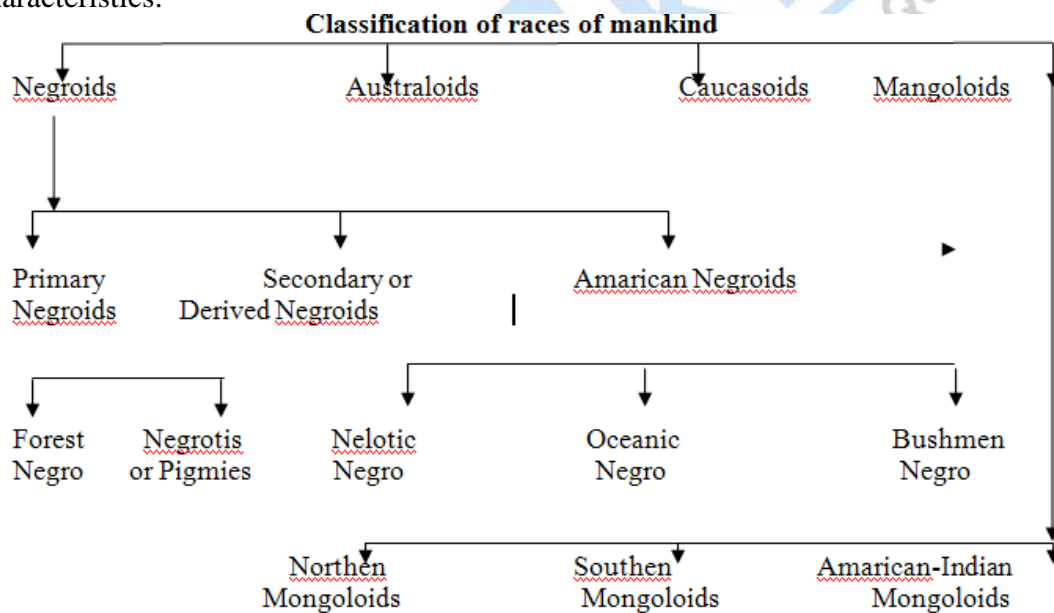 Classification of races of mankind
Negroids Australoids Caucasoids Mangoloids
Primary Secondary or Amarican Negroids
Negroids Derived Negroids
Forest Negrotis Nelotic Oceanic Bushmen
Negro or Pigmies Negro Negro Negro
Northen Southen Amarican-Indian
Mongoloids Mongoloids Mongoloids